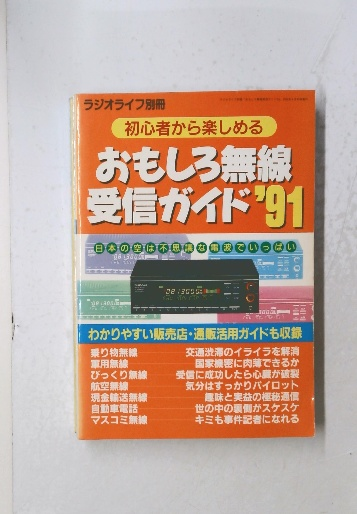 ラジオライフ別冊
初心者から楽しめる
おもしろ無線
受信ガイド'91
日本の空は不思議な電波でいっぱい
わかりやすい販売店・通販活用ガイドも収録
乗り物無線 交通渋滞のイライラを解消
軍用無線 国家機密に肉薄できるか
びっくり無線 受信に成功したら心臓が破裂
航空無線 気分はすっかりパイロット
現金輸送無線 趣味と実益の極秘通信
自動車電話 世の中の裏側がスケスケ
マスコミ無線 キミも事件記者になれる